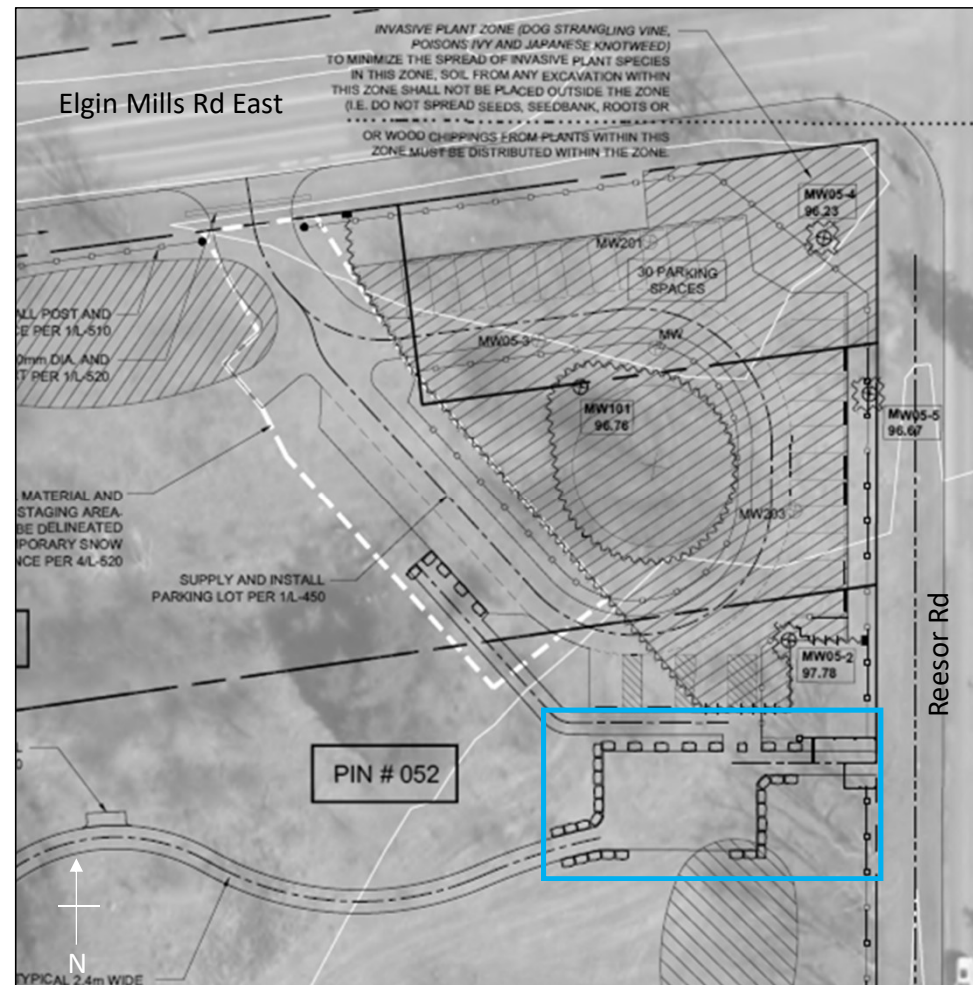 INVASIVE PLANT ZONE (DOG STRANGLING VINE,
POISONS IVY AND JAPANESE KNOTWEED)
TO MINIMIZE THE SPREAD OF INVASIVE PLANT SPECIES
IN THIS ZONE, SOIL FROM ANY EXCAVATION WITHIN
THIS ZONE SHALL NOT BE PLACED OUTSIDE THE ZONE
(I.E. DO NOT SPREAD SEEDS, SEEDBANK, ROOTS OR
OR WOOD CHIPPINGS FROM PLANTS WITHIN THIS
ZONE MUST BE DISTRIBUTED WITHIN THE ZONE.
Elgin Mills Rd East
MW05-4
96.23
MW201
30 PARKING
SPACES
ALL POST AND
CE PER 1/L-510
0mm DIA. AND
CT PER 1/L-520
MW05-3
MW
MW101
96.76
MW05-5
96.67
MATERIAL AND
STAGING AREA
BE DELINEATED
MPORARY SNOW
NCE PER 4/L-520
MW203
SUPPLY AND INSTALL
PARKING LOT PER 1/L-450
MW05-2
97.78
Reesor Rd
PIN # 052
N
TYPICAL 2.4m WIDE